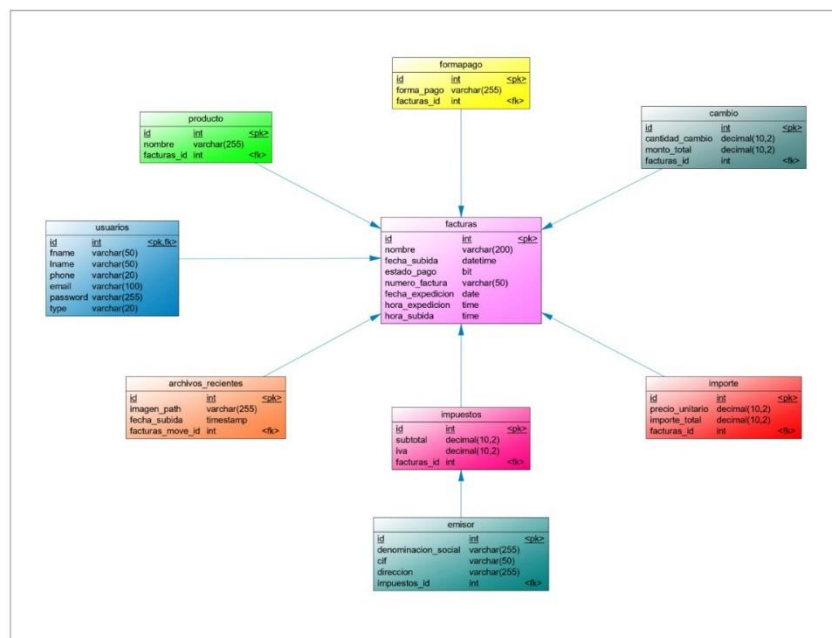 formapago
id int <pk>
forma_pago varchar(255)
facturas_id int <fk>
producto
id int <pk>
nombre varchar(255)
facturas_id int <fk>
cambio
id int <pk>
cantidad_cambio decimal(10,2)
monto_total decimal(10,2)
facturas_id int <fk>
usuarios
id int <pk,fk>
fname varchar(50)
lname varchar(50)
phone varchar(20)
email varchar(100)
password varchar(255)
type varchar(20)
facturas
id int <pk>
nombre varchar(200)
fecha_subida datetime
estado_pago bit
numero_factura varchar(50)
fecha_expedicion date
hora_expedicion time
hora_subida time
archivos_recientes
id int <pk>
imagen_path varchar(255)
fecha_subida timestamp
facturas_move_id int <fk>
impuestos
id int <pk>
subtotal decimal(10,2)
iva decimal(10,2)
facturas_id int <fk>
importe
id int <pk>
precio_unitario decimal(10,2)
importe_total decimal(10,2)
facturas_id int <fk>
emisor
id int <pk>
denominacion_social varchar(255)
cif varchar(50)
direccion varchar(255)
impuestos_id int <fk>